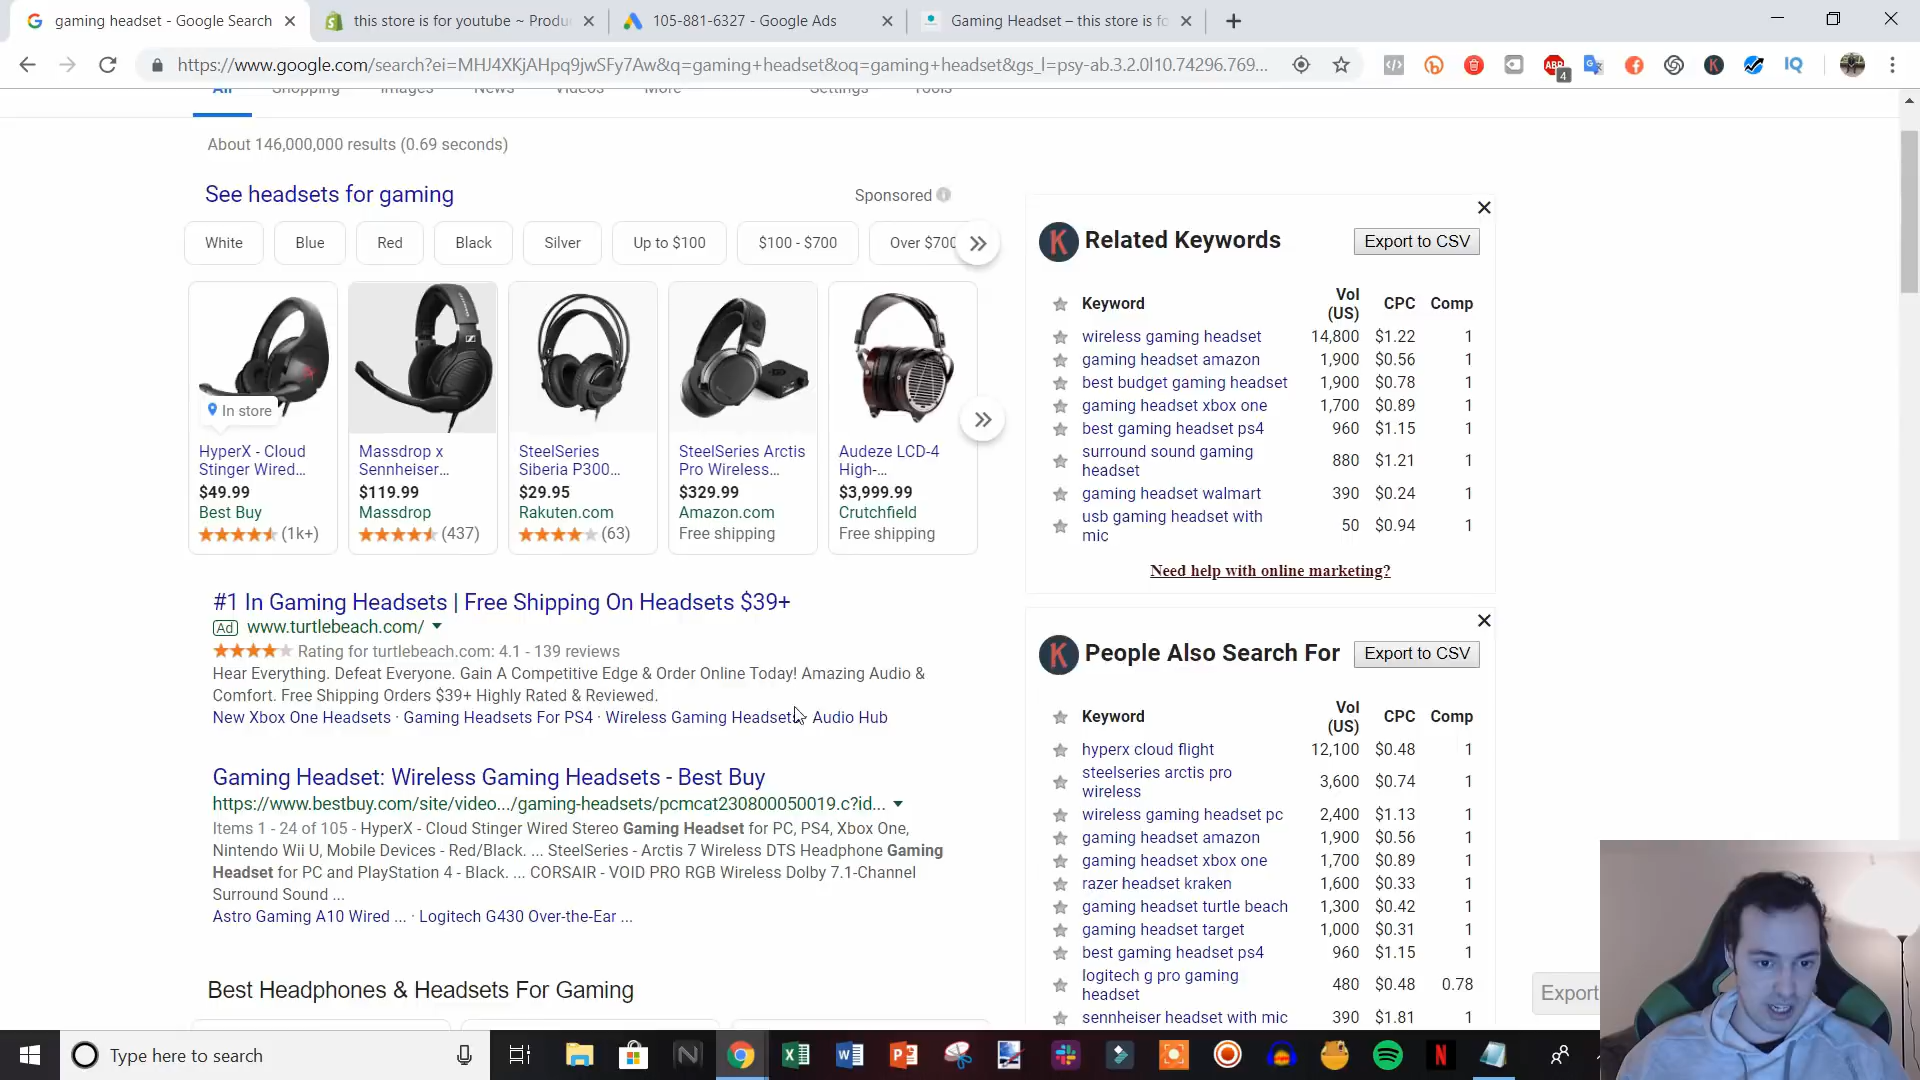 gaming headset - Google Search
this store is for youtube ~ Produ
105-881-6327 - Google Ads
Gaming Headset – this store is fo
https://www.google.com/search?ei=MHJ4XKjAHpq9jwSFy7Aw&q=gaming+headset&oq=gaming+headset&gs_l=psy-ab.3.2.0l10.74296.769...
ABP
4
IQ
All Shopping Images News Videos More Settings Tools
About 146,000,000 results (0.69 seconds)
See headsets for gaming
Sponsored
White Blue Red Black Silver Up to $100 $100 - $700 Over $700
In store
HyperX - Cloud
Stinger Wired...
$49.99
Best Buy
(1k+)
Massdrop x
Sennheiser...
$119.99
Massdrop
(437)
SteelSeries
Siberia P300...
$29.95
Rakuten.com
(63)
SteelSeries Arctis
Pro Wireless...
$329.99
Amazon.com
Free shipping
Audeze LCD-4
High-...
$3,999.99
Crutchfield
Free shipping
#1 In Gaming Headsets | Free Shipping On Headsets $39+
Ad www.turtlebeach.com/
Rating for turtlebeach.com: 4.1 - 139 reviews
Hear Everything. Defeat Everyone. Gain A Competitive Edge & Order Online Today! Amazing Audio &
Comfort. Free Shipping Orders $39+ Highly Rated & Reviewed.
New Xbox One Headsets · Gaming Headsets For PS4 · Wireless Gaming Headsets · Audio Hub
Gaming Headset: Wireless Gaming Headsets - Best Buy
https://www.bestbuy.com/site/video.../gaming-headsets/pcmcat230800050019.c?id...
Items 1 - 24 of 105 - HyperX - Cloud Stinger Wired Stereo Gaming Headset for PC, PS4, Xbox One,
Nintendo Wii U, Mobile Devices - Red/Black. ... SteelSeries - Arctis 7 Wireless DTS Headphone Gaming
Headset for PC and PlayStation 4 - Black. ... CORSAIR - VOID PRO RGB Wireless Dolby 7.1-Channel
Surround Sound ...
Astro Gaming A10 Wired ... · Logitech G430 Over-the-Ear ...
Best Headphones & Headsets For Gaming
K Related Keywords Export to CSV
Keyword Vol (US) CPC Comp
wireless gaming headset 14,800 $1.22 1
gaming headset amazon 1,900 $0.56 1
best budget gaming headset 1,900 $0.78 1
gaming headset xbox one 1,700 $0.89 1
best gaming headset ps4 960 $1.15 1
surround sound gaming headset 880 $1.21 1
gaming headset walmart 390 $0.24 1
usb gaming headset with mic 50 $0.94 1
Need help with online marketing?
K People Also Search For Export to CSV
Keyword Vol (US) CPC Comp
hyperx cloud flight 12,100 $0.48 1
steelseries arctis pro wireless 3,600 $0.74 1
wireless gaming headset pc 2,400 $1.13 1
gaming headset amazon 1,900 $0.56 1
gaming headset xbox one 1,700 $0.89 1
razer headset kraken 1,600 $0.33 1
gaming headset turtle beach 1,300 $0.42 1
gaming headset target 1,000 $0.31 1
best gaming headset ps4 960 $1.15 1
logitech g pro gaming headset 480 $0.48 0.78
sennheiser headset with mic 390 $1.81 1
Export
Type here to search